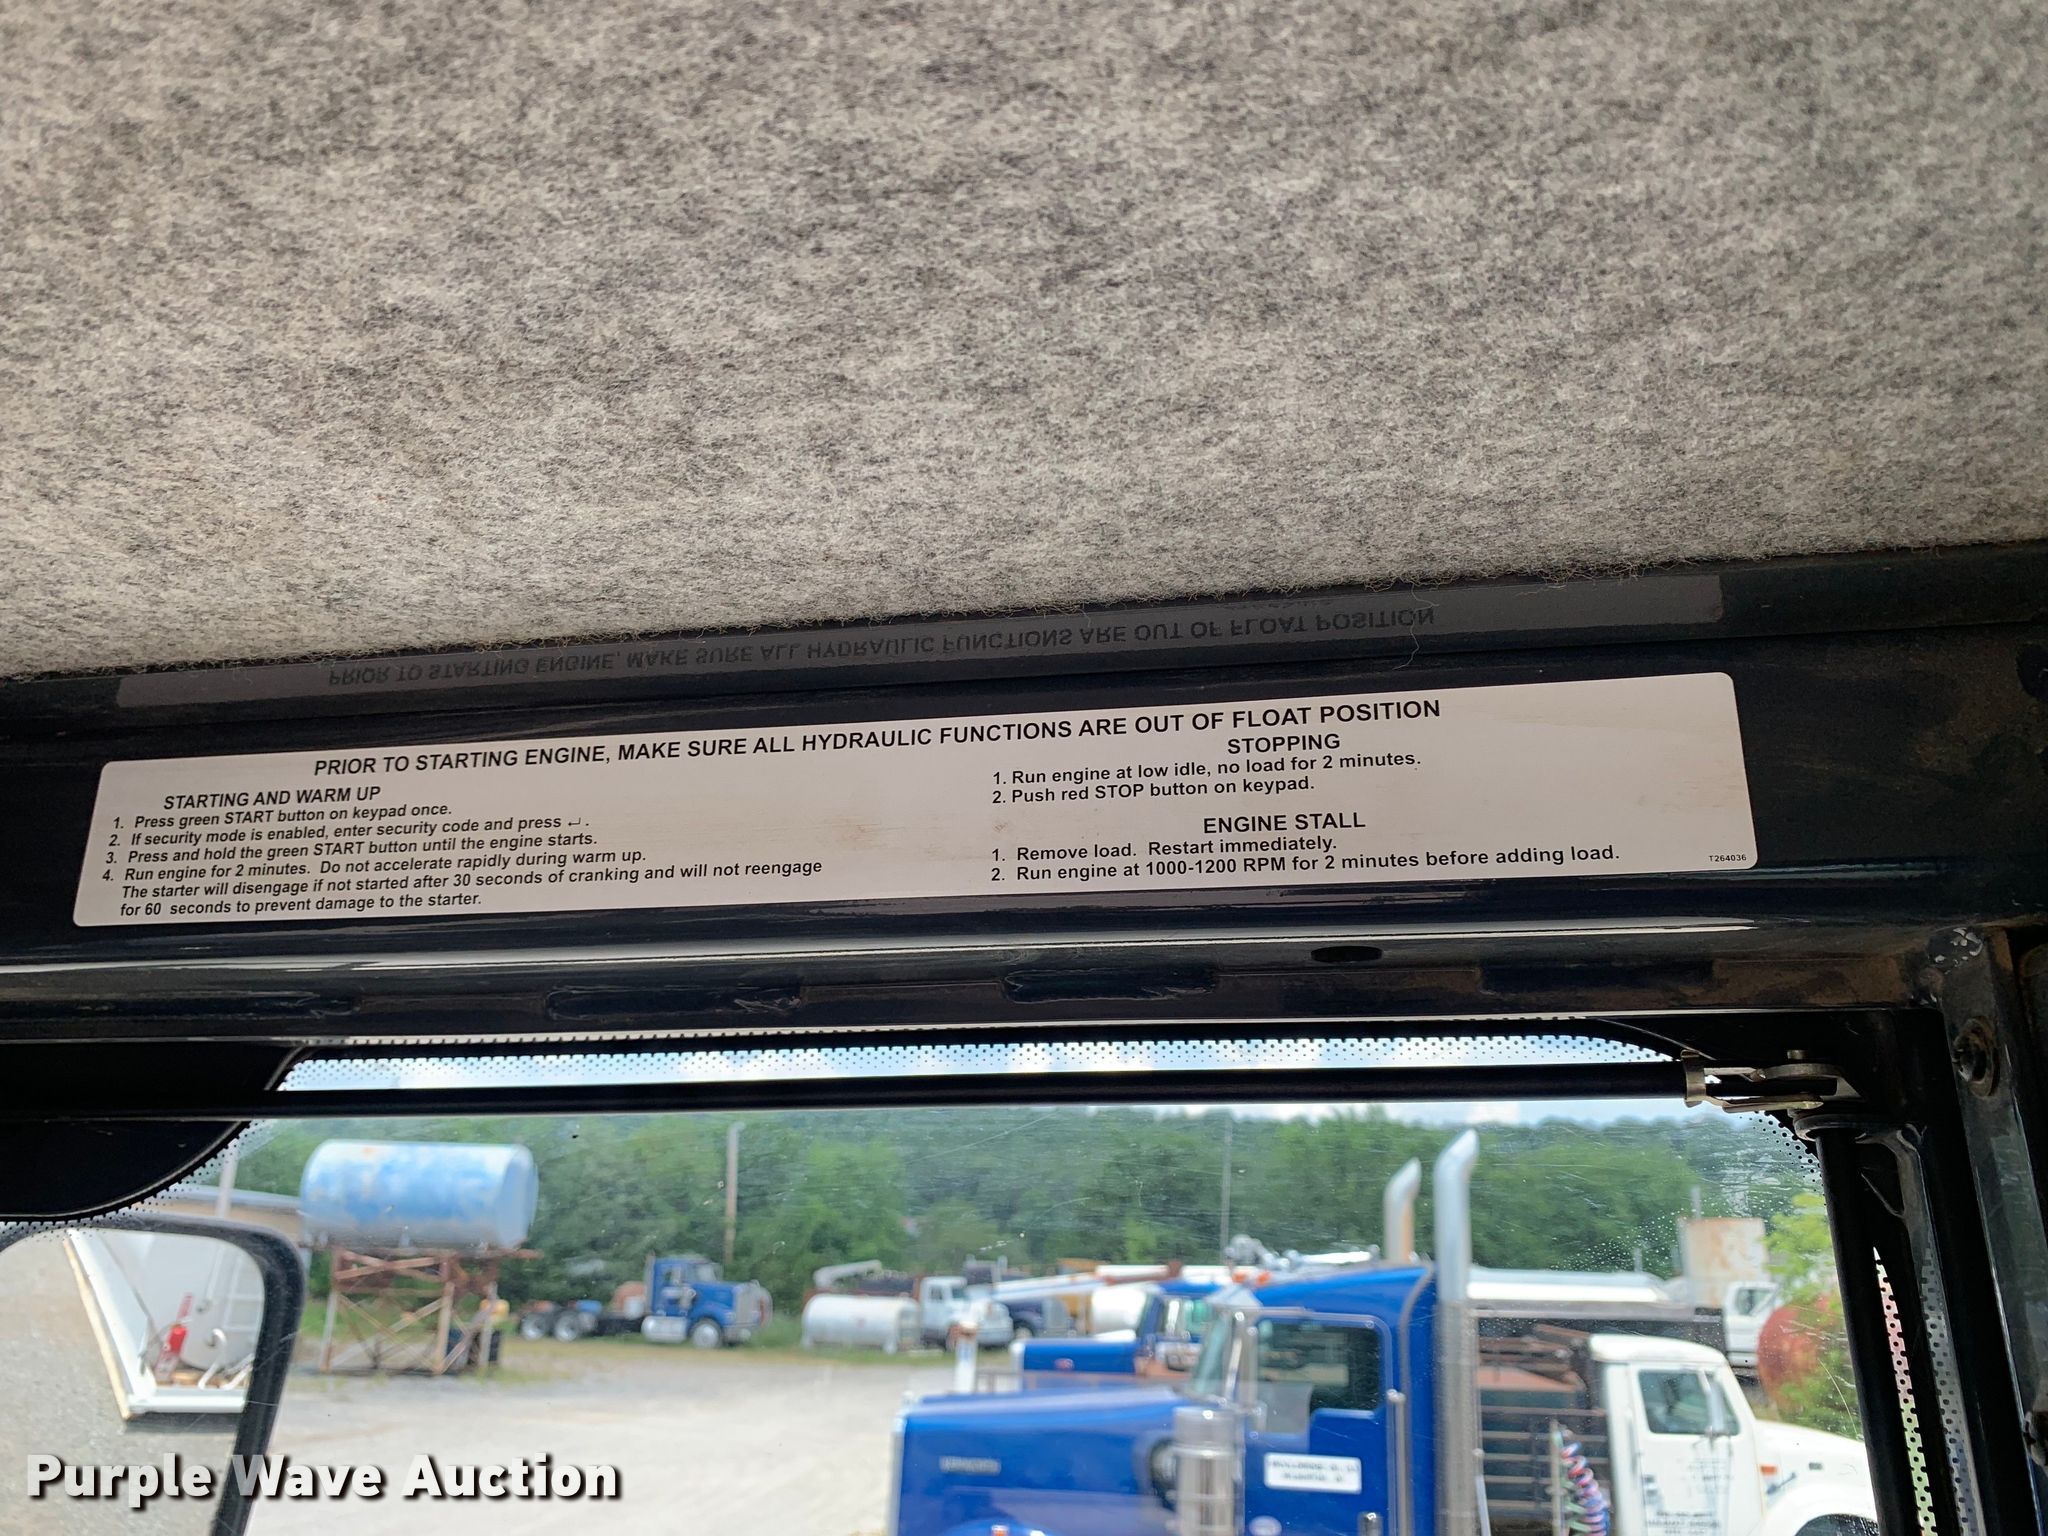 PRIOR TO STARTING ENGINE, MAKE SURE ALL HYDRAULIC FUNCTIONS ARE OUT OF FLOAT POSITION
PRIOR TO STARTING ENGINE, MAKE SURE ALL HYDRAULIC FUNCTIONS ARE OUT OF FLOAT POSITION
STARTING AND WARM UP
1. Press green START button on keypad once.
2. If security mode is enabled, enter security code and press ↵ .
3. Press and hold the green START button until the engine starts.
4. Run engine for 2 minutes. Do not accelerate rapidly during warm up.
The starter will disengage if not started after 30 seconds of cranking and will not reengage
for 60 seconds to prevent damage to the starter.
STOPPING
1. Run engine at low idle, no load for 2 minutes.
2. Push red STOP button on keypad.
ENGINE STALL
1. Remove load. Restart immediately.
2. Run engine at 1000-1200 RPM for 2 minutes before adding load.
T264036
Purple Wave Auction